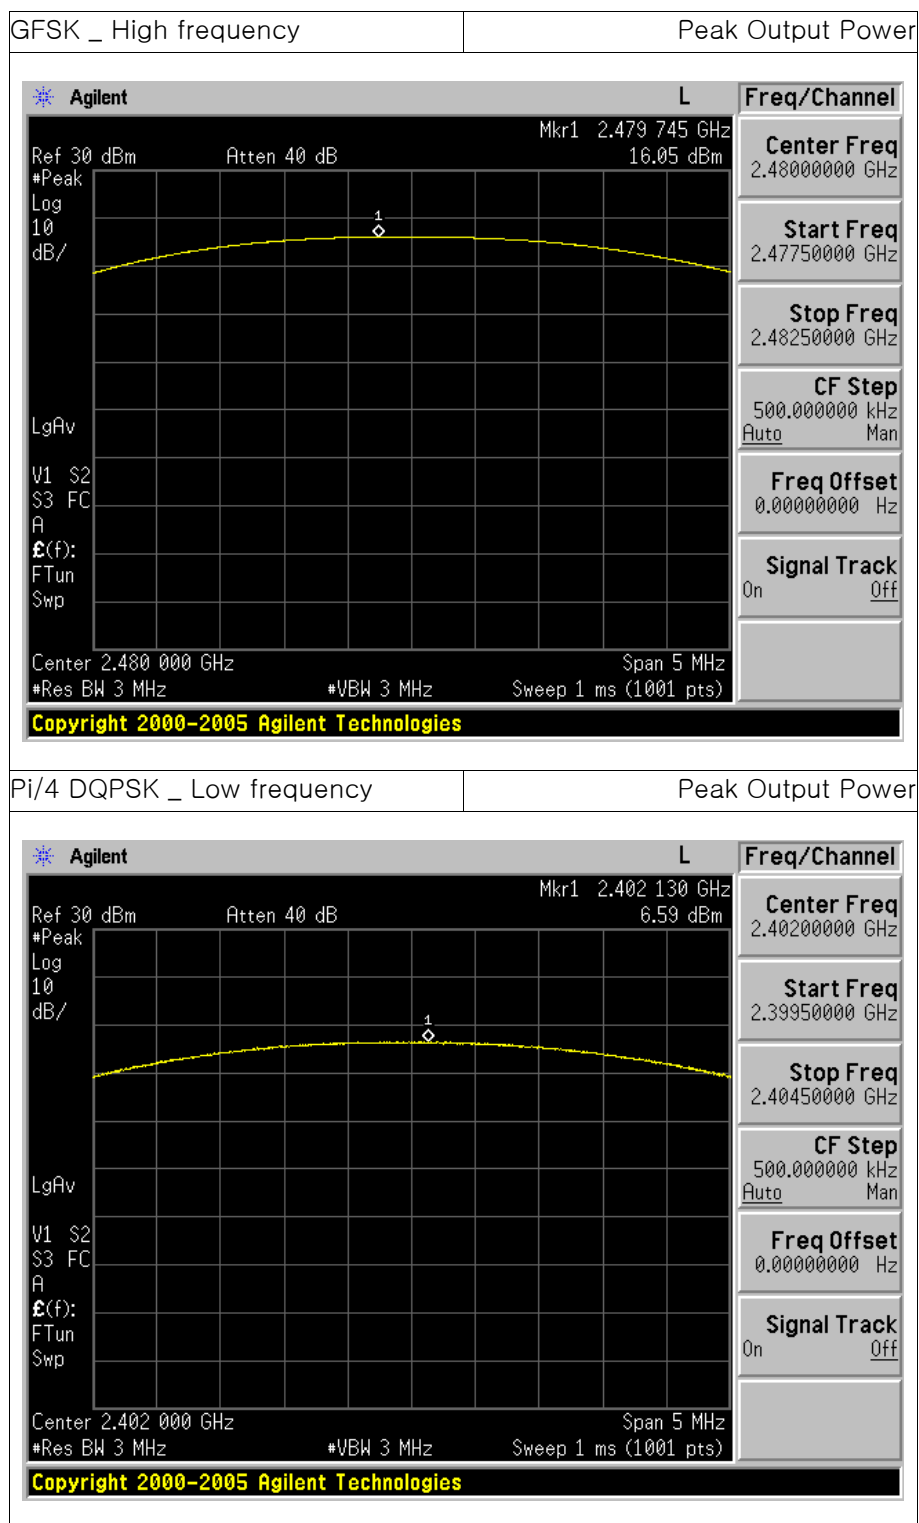 GFSK _ High frequency    Peak Output Power
Agilent    L    Freq/Channel
Mkr1 2.479 745 GHz
Ref 30 dBm    Atten 40 dB    16.05 dBm
#Peak
Log
10
dB/
1
LgAv
V1 S2
S3 FC
A
£(f):
FTun
Swp
Center 2.480 000 GHz    Span 5 MHz
#Res BW 3 MHz    #VBW 3 MHz    Sweep 1 ms (1001 pts)
Copyright 2000-2005 Agilent Technologies
Center Freq
2.48000000 GHz
Start Freq
2.47750000 GHz
Stop Freq
2.48250000 GHz
CF Step
500.000000 kHz
Auto    Man
Freq Offset
0.00000000 Hz
Signal Track
On    Off
Pi/4 DQPSK _ Low frequency    Peak Output Power
Agilent    L    Freq/Channel
Mkr1 2.402 130 GHz
Ref 30 dBm    Atten 40 dB    6.59 dBm
#Peak
Log
10
dB/
1
LgAv
V1 S2
S3 FC
A
£(f):
FTun
Swp
Center 2.402 000 GHz    Span 5 MHz
#Res BW 3 MHz    #VBW 3 MHz    Sweep 1 ms (1001 pts)
Copyright 2000-2005 Agilent Technologies
Center Freq
2.40200000 GHz
Start Freq
2.39950000 GHz
Stop Freq
2.40450000 GHz
CF Step
500.000000 kHz
Auto    Man
Freq Offset
0.00000000 Hz
Signal Track
On    Off